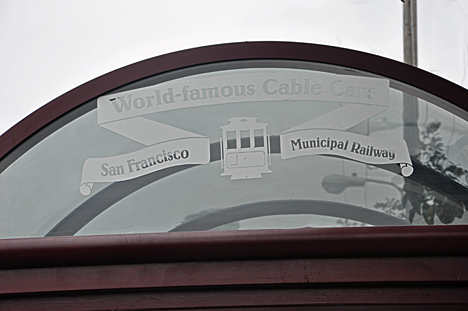 World-famous Cable Cars
San Francisco
Municipal Railway